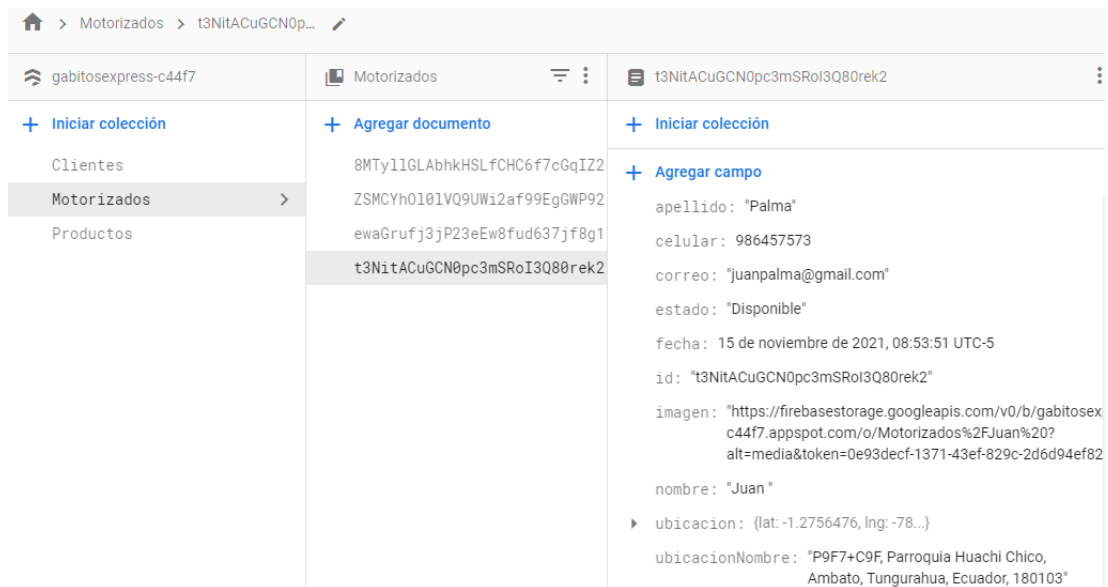 Motorizados > t3NitACuGCN0p...
gabitosexpress-c44f7
Iniciar colección
Clientes
Motorizados
Productos
Motorizados
Agregar documento
8MTyllGLAbhkHSLfCHC6f7cGqIZ2
ZSMCYhOl0lVQ9UWi2af99EgGWP92
ewaGrufj3jP23eEw8fud637jf8g1
t3NitACuGCN0pc3mSRoI3Q80rek2
t3NitACuGCN0pc3mSRoI3Q80rek2
Iniciar colección
Agregar campo
apellido: "Palma"
celular: 986457573
correo: "juanpalma@gmail.com"
estado: "Disponible"
fecha: 15 de noviembre de 2021, 08:53:51 UTC-5
id: "t3NitACuGCN0pc3mSRoI3Q80rek2"
imagen: "https://firebasestorage.googleapis.com/v0/b/gabitosex
c44f7.appspot.com/o/Motorizados%2FJuan%20?
alt=media&token=0e93decf-1371-43ef-829c-2d6d94ef82
nombre: "Juan "
ubicacion: {lat: -1.2756476, lng: -78...}
ubicacionNombre: "P9F7+C9F, Parroquia Huachi Chico,
Ambato, Tungurahua, Ecuador, 180103"